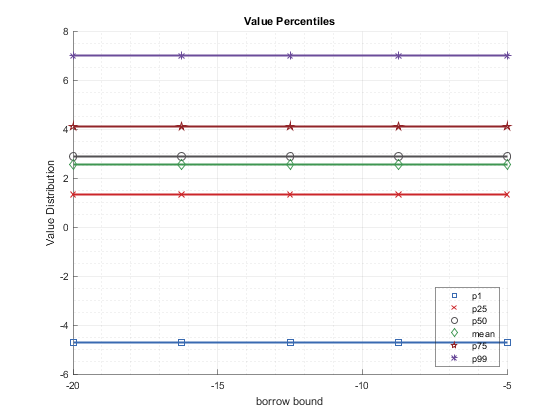 Value Percentiles
8
6
4
2
0
-2
-4
-6
Value Distribution
-20
-15
-10
-5
borrow bound
p1
p25
p50
mean
p75
p99